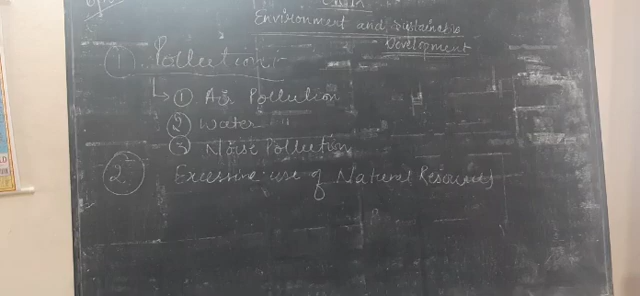 Environment and Sustainable
Development
① Pollution :-
→ ① Air Pollution
② Water "
③ Noise Pollution
② Excessive use of Natural Resources